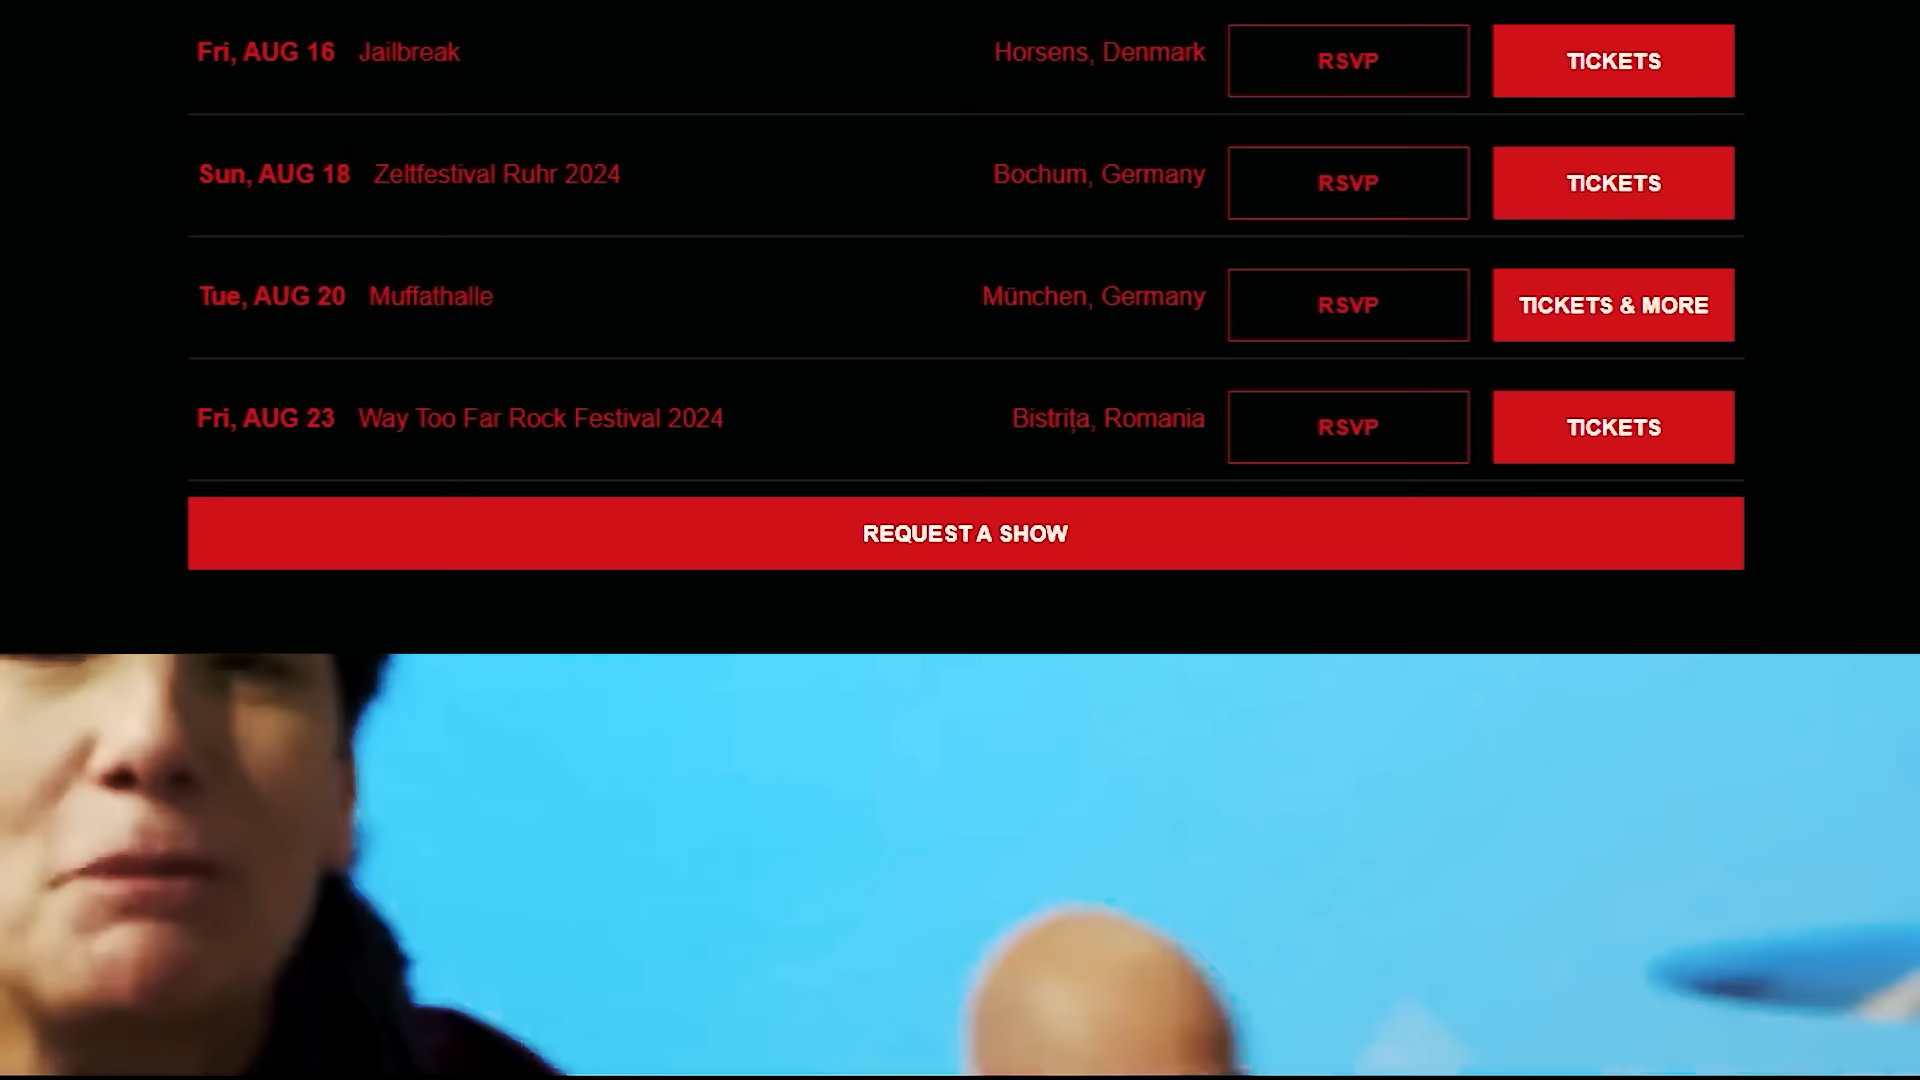 Fri, AUG 16 Jailbreak Horsens, Denmark RSVP TICKETS
Sun, AUG 18 Zeltfestival Ruhr 2024 Bochum, Germany RSVP TICKETS
Tue, AUG 20 Muffathalle München, Germany RSVP TICKETS & MORE
Fri, AUG 23 Way Too Far Rock Festival 2024 Bistrița, Romania RSVP TICKETS
REQUEST A SHOW